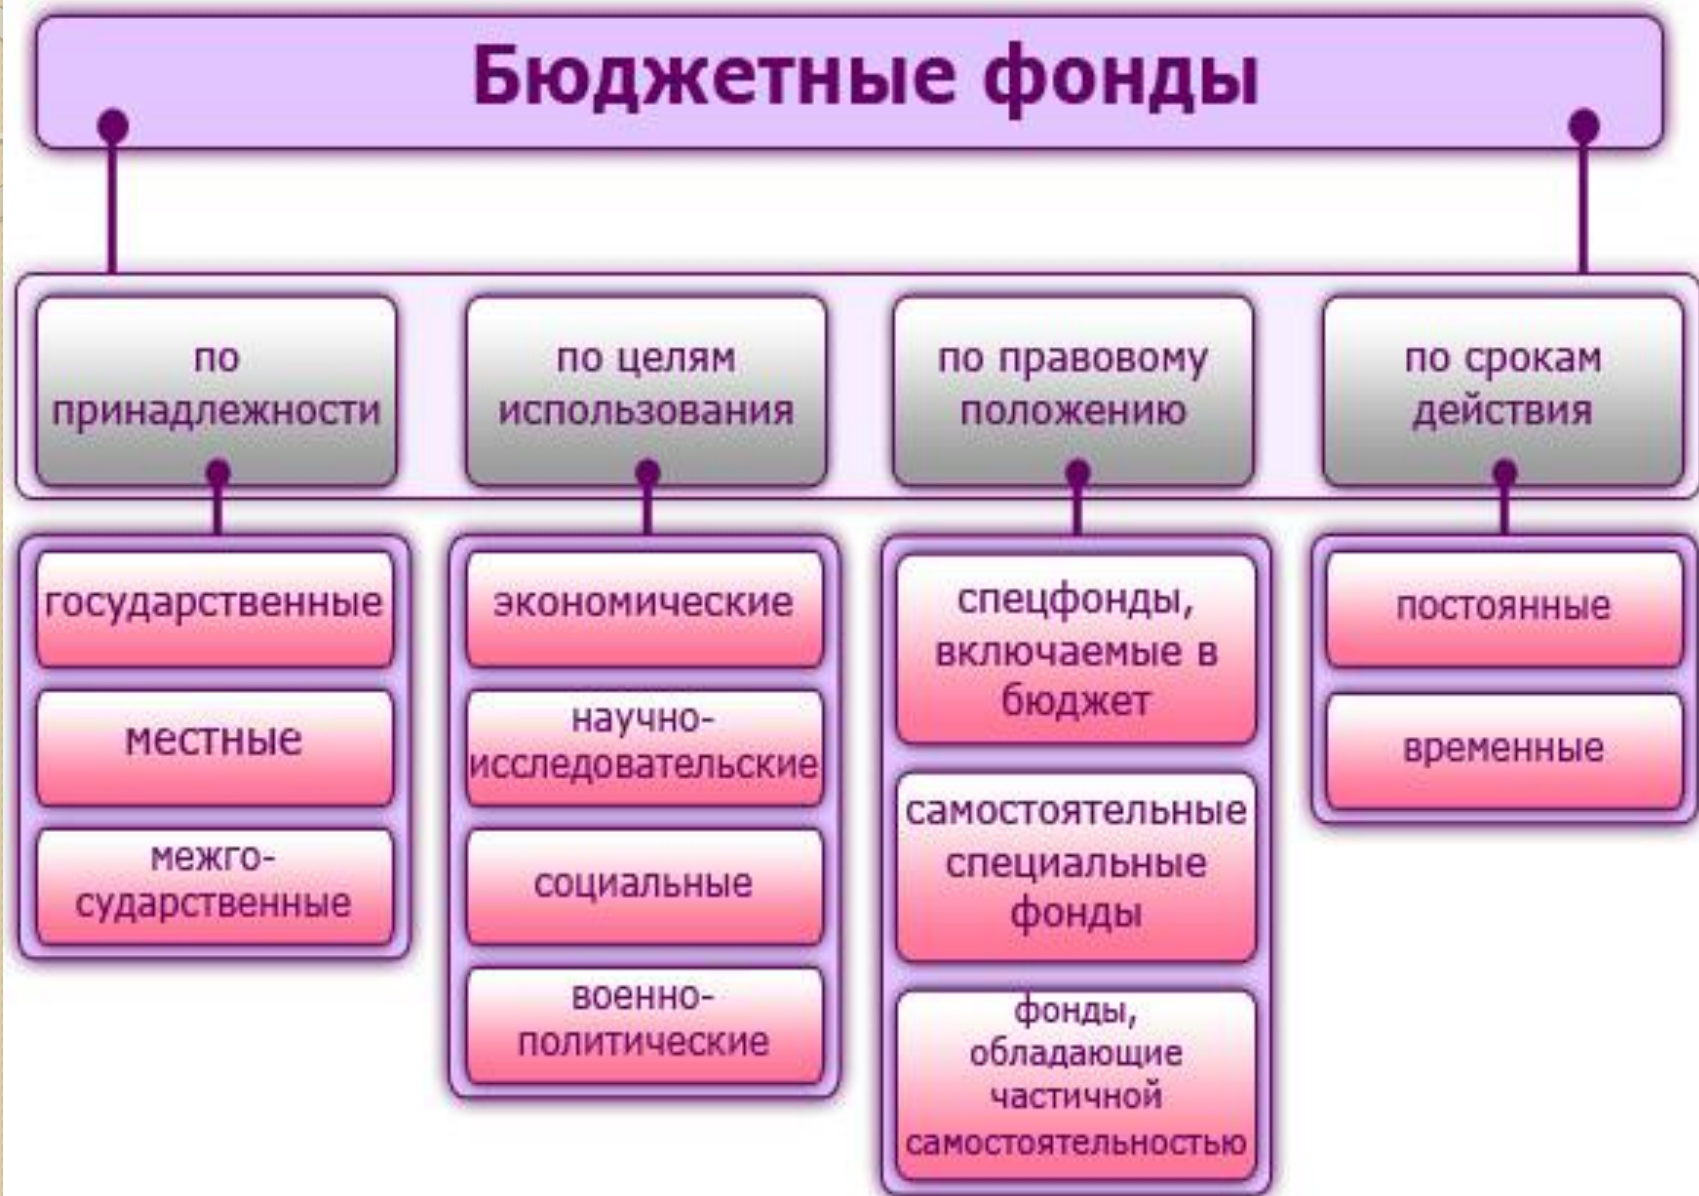 Бюджетные фонды
по
принадлежности
по целям
использования
по правовому
положению
по срокам
действия
государственные
местные
межго-
сударственные
экономические
научно-
исследовательские
социальные
военно-
политические
спецфонды,
включаемые в
бюджет
самостоятельные
специальные
фонды
фонды,
обладающие
частичной
самостоятельностью
постоянные
временные